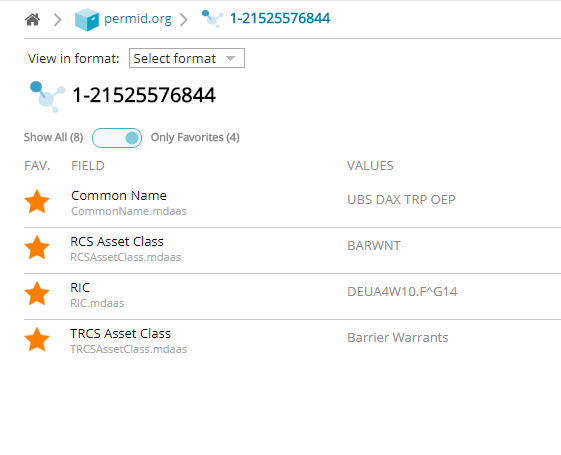 permid.org 1-21525576844
View in format: Select format
1-21525576844
Show All (8) Only Favorites (4)
FAV. FIELD VALUES
Common Name UBS DAX TRP OEP
CommonName.mdaas
RCS Asset Class BARWNT
RCSAssetClass.mdaas
RIC DEUA4W10.F^G14
RIC.mdaas
TRCS Asset Class Barrier Warrants
TRCSAssetClass.mdaas